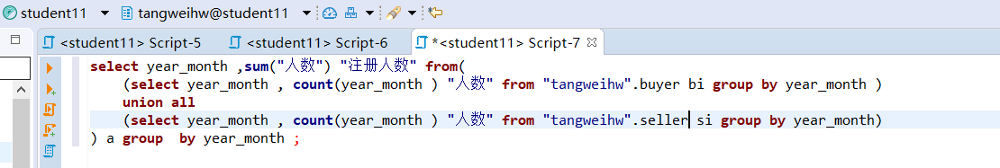 student11 tangweihw@student11
<student11> Script-5 <student11> Script-6 *<student11> Script-7
select year_month ,sum("人数") "注册人数" from(
(select year_month , count(year_month ) "人数" from "tangweihw".buyer bi group by year_month )
union all
(select year_month , count(year_month ) "人数" from "tangweihw".seller si group by year_month)
) a group  by year_month ;